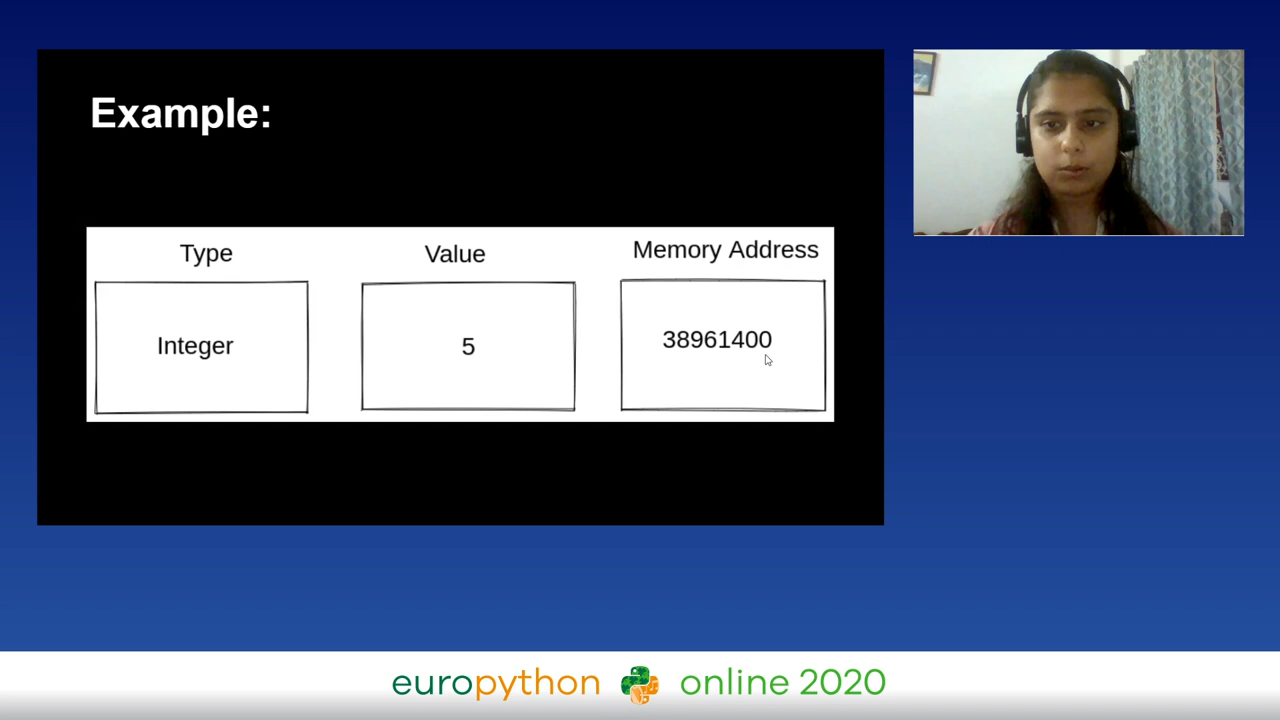 Example:
Type Value Memory Address
Integer 5 38961400
europython online 2020